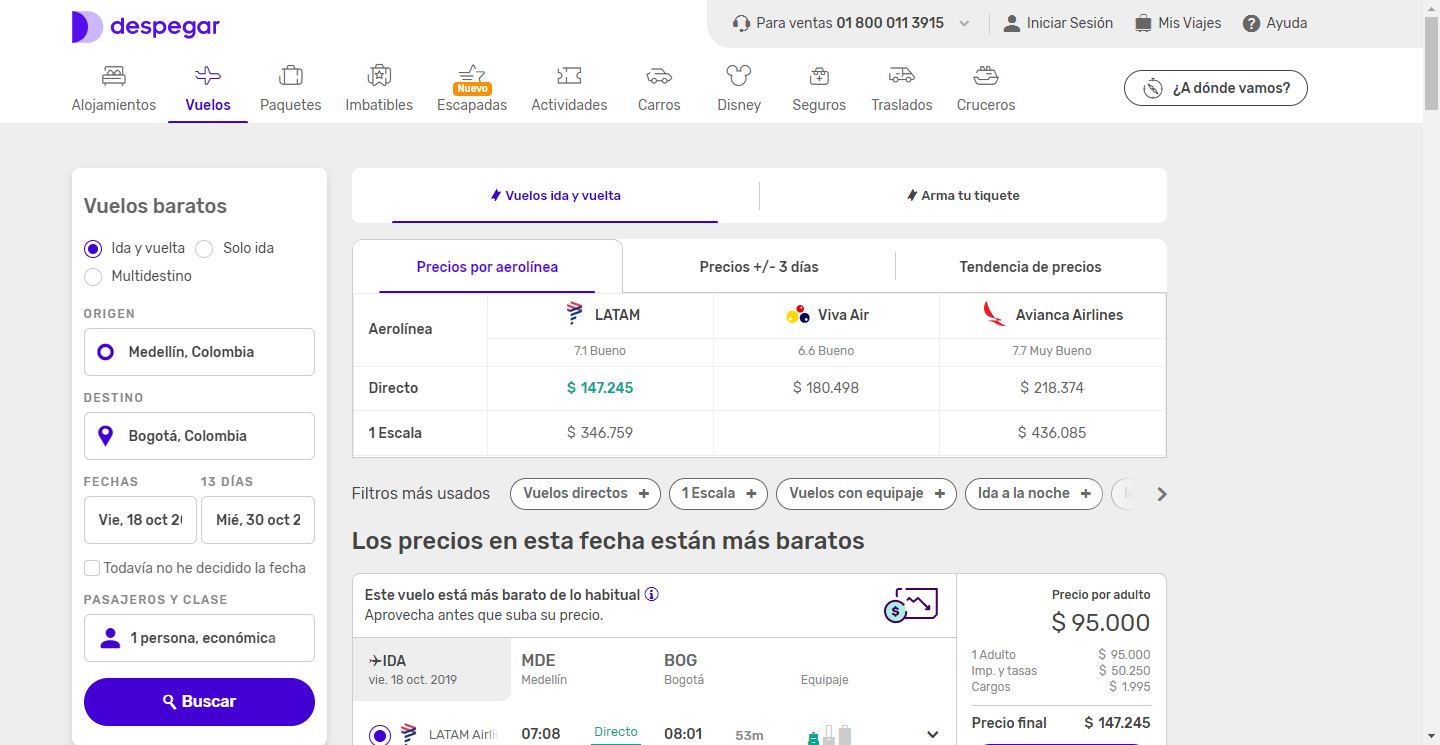 despegar
Para ventas 01 800 011 3915
Iniciar Sesión
Mis Viajes
Ayuda
Alojamientos
Vuelos
Paquetes
Imbatibles
Nuevo
Escapadas
Actividades
Carros
Disney
Seguros
Traslados
Cruceros
¿A dónde vamos?
Vuelos baratos
Ida y vuelta
Solo ida
Multidestino
ORIGEN
Medellín, Colombia
DESTINO
Bogotá, Colombia
FECHAS 13 DÍAS
Vie, 18 oct 2 Mié, 30 oct 2
Todavía no he decidido la fecha
PASAJEROS Y CLASE
1 persona, económica
Buscar
Vuelos ida y vuelta
Arma tu tiquete
Precios por aerolínea
Precios +/- 3 días
Tendencia de precios
Aerolínea
LATAM
Viva Air
Avianca Airlines
7.1 Bueno
6.6 Bueno
7.7 Muy Bueno
Directo
$ 147.245
$ 180.498
$ 218.374
1 Escala
$ 346.759
$ 436.085
Filtros más usados
Vuelos directos +
1 Escala +
Vuelos con equipaje +
Ida a la noche +
Los precios en esta fecha están más baratos
Este vuelo está más barato de lo habitual
Aprovecha antes que suba su precio.
IDA
vie. 18 oct. 2019
MDE
Medellín
BOG
Bogotá
Equipaje
LATAM Airli
07:08
Directo
08:01
53m
Precio por adulto
$ 95.000
1 Adulto $ 95.000
Imp. y tasas $ 50.250
Cargos $ 1.995
Precio final $ 147.245